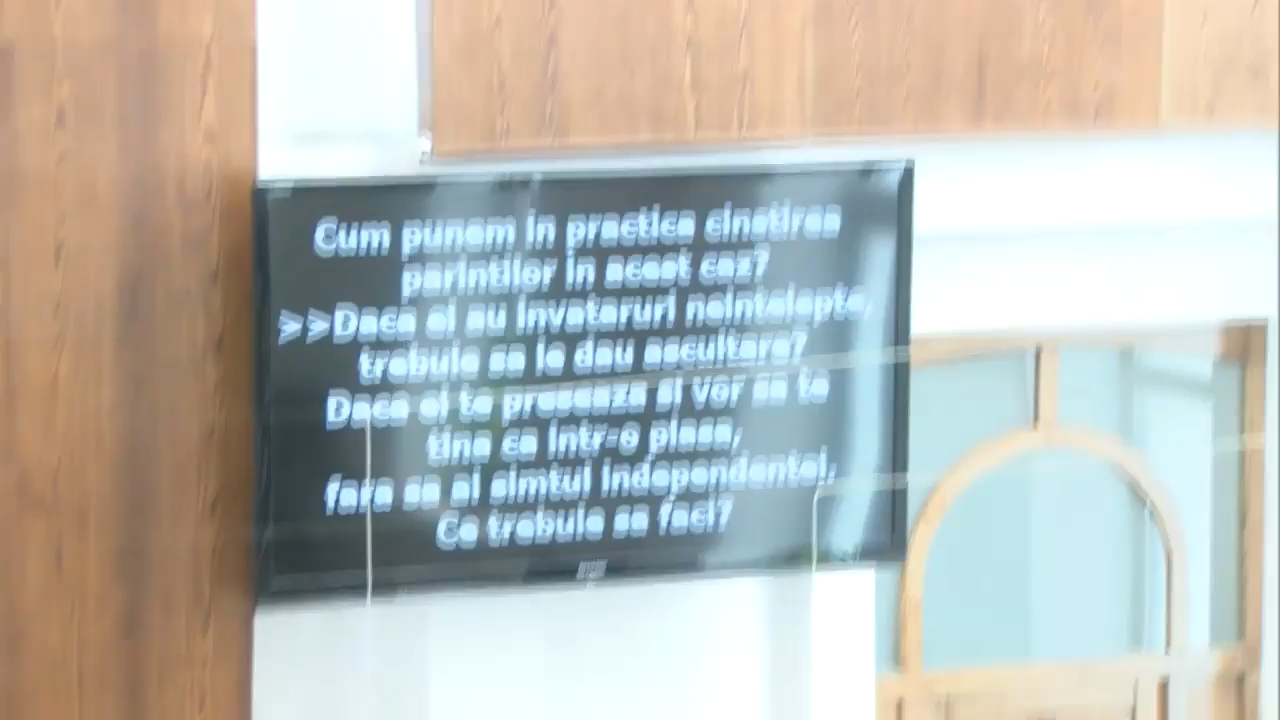 Cum punem in practica cinstirea
parintilor in acest caz?
>>Daca ei au invataturi neintelepte,
trebuie sa le dau ascultare?
Daca ei te preseaza si vor sa te
tina ca intr-o plasa,
fara sa ai simtul independentei,
Ce trebuie sa faci?